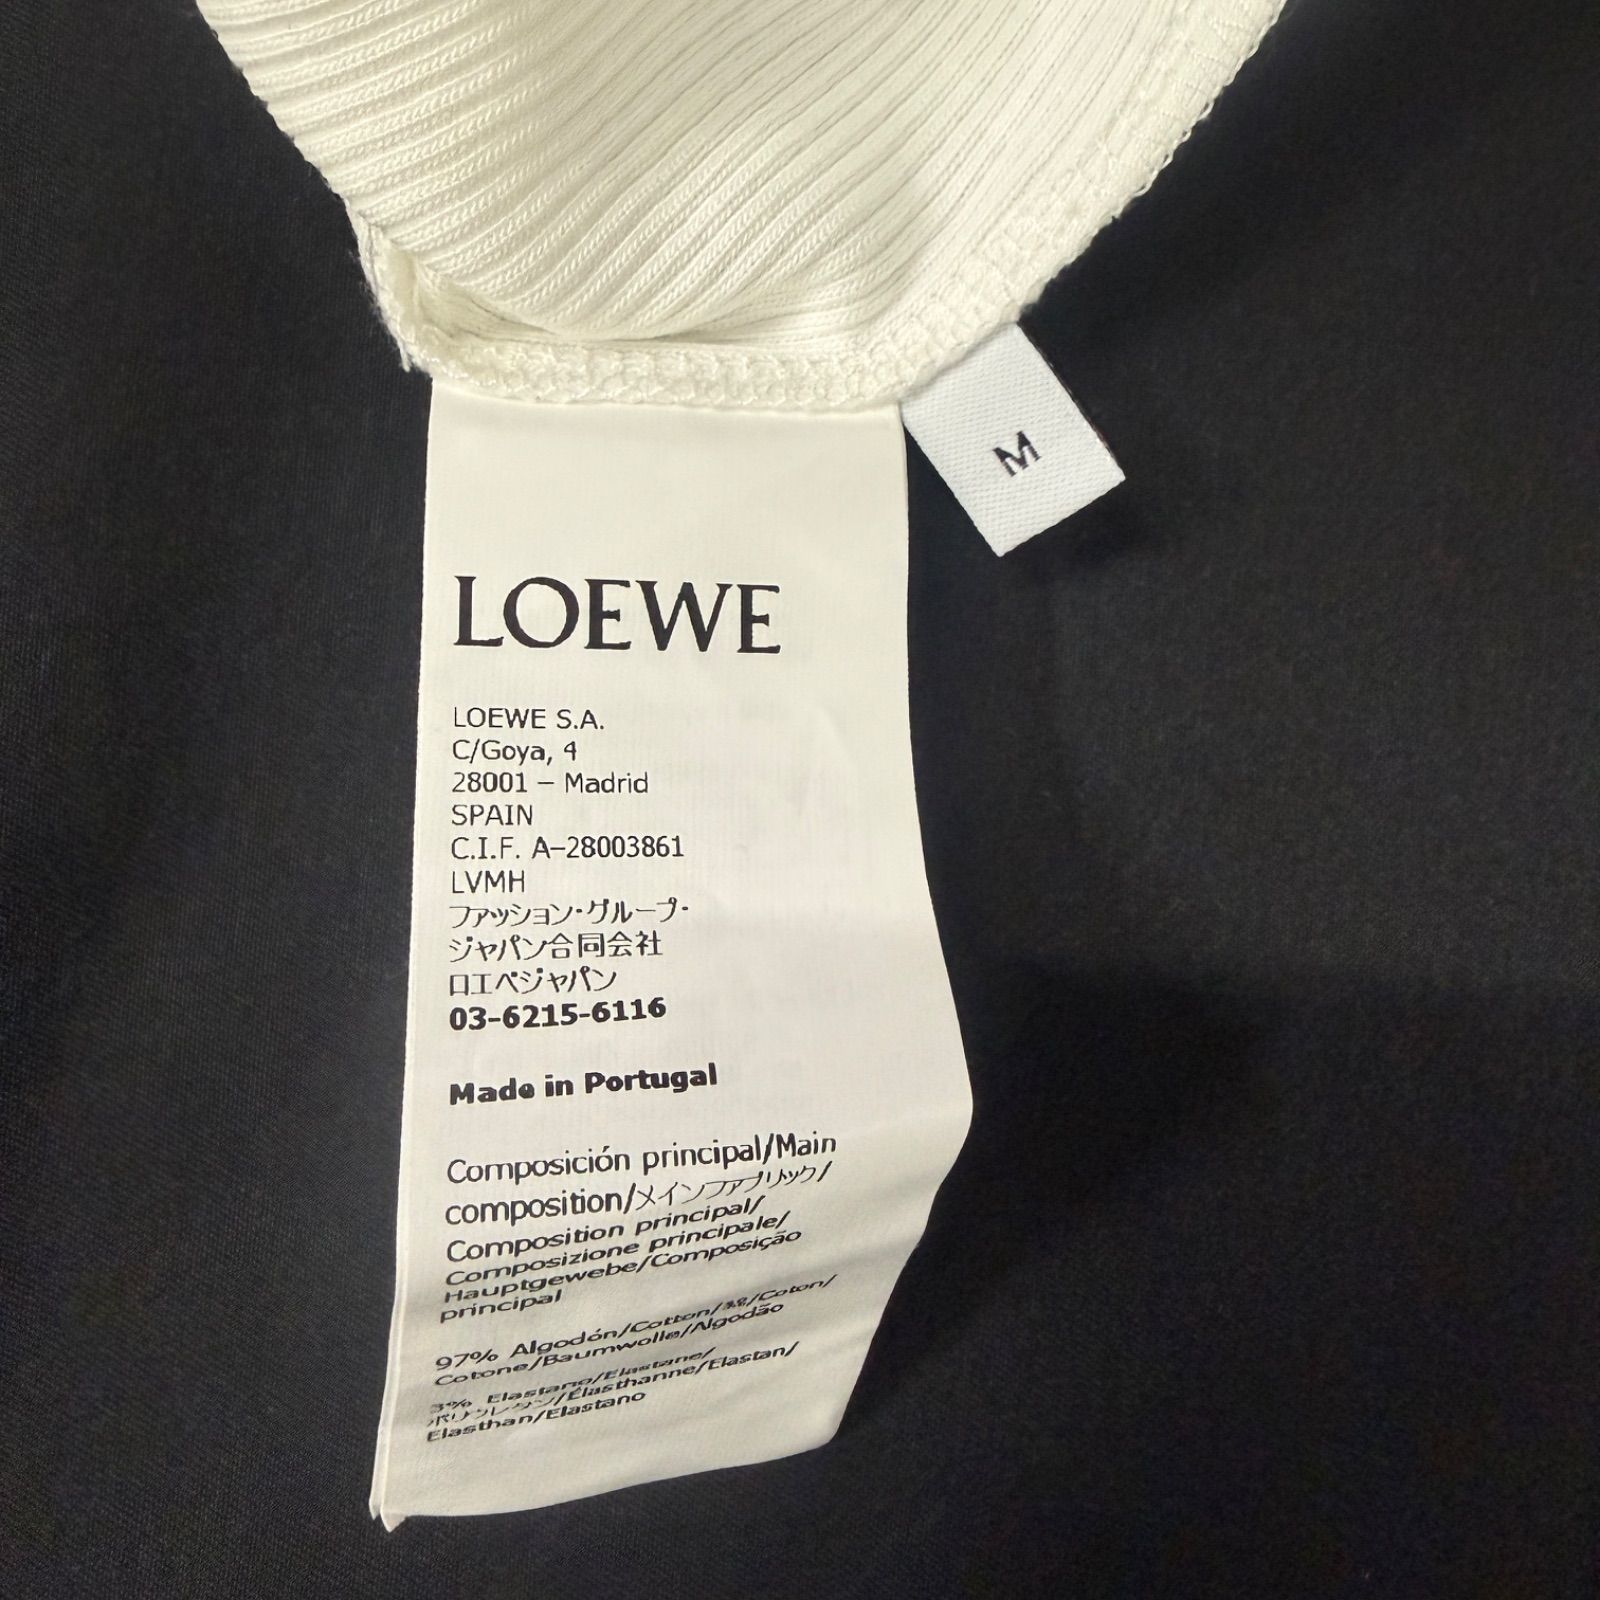 M
LOEWE
LOEWE S.A.
C/Goya, 4
28001 – Madrid
SPAIN
C.I.F. A–28003861
LVMH
ファッション・グループ・
ジャパン合同会社
ロエベジャパン
03-6215-6116
Made in Portugal
Composición principal/Main
composition/メインファブリック/
Composition principal/
Composizione principale/
Hauptgewebe/Composição
principal
97% Algodón/Cotton/綿/Coton/
Cotone/Baumwolle/Algodão
3% Elastano/Elastane/
ポリウレタン/Élasthanne/Elastan/
Elasthan/Elastano